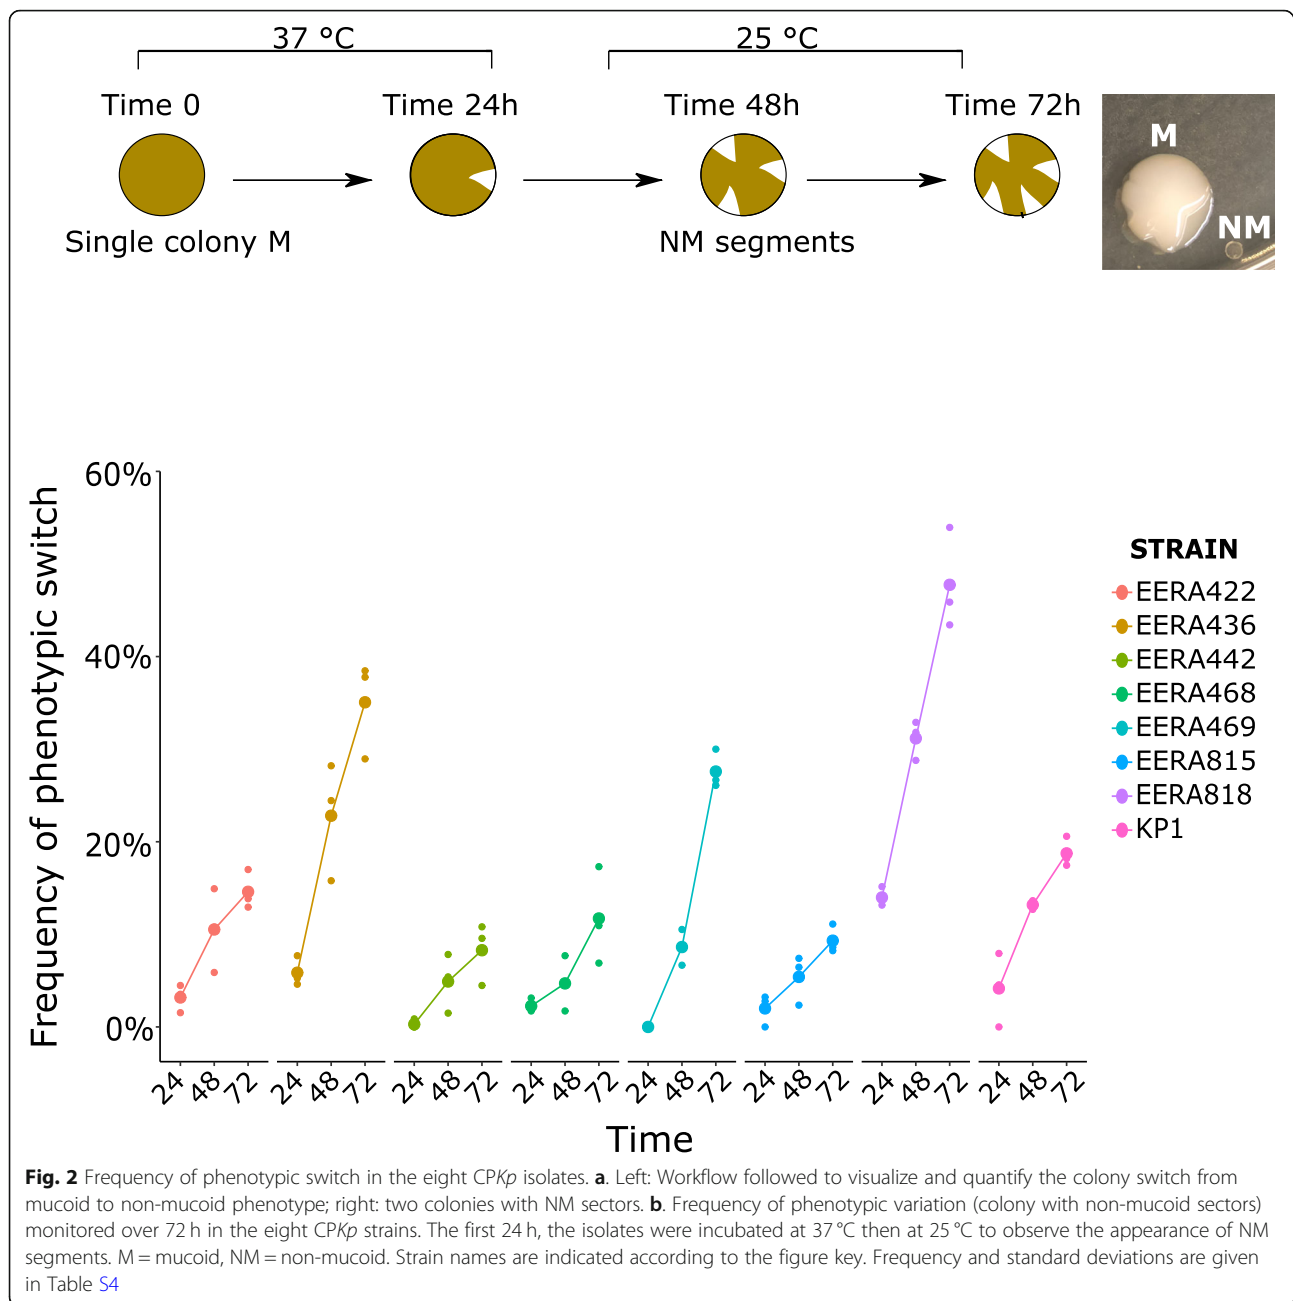 37 °C
25 °C
Time 0
Time 24h
Time 48h
Time 72h
M
NM
Single colony M
NM segments
60%
40%
20%
0%
Frequency of phenotypic switch
STRAIN
EERA422
EERA436
EERA442
EERA468
EERA469
EERA815
EERA818
KP1
24 48 72 24 48 72 24 48 72 24 48 72 24 48 72 24 48 72 24 48 72 24 48 72
Time
Fig. 2 Frequency of phenotypic switch in the eight CPKp isolates. a. Left: Workflow followed to visualize and quantify the colony switch from
mucoid to non-mucoid phenotype; right: two colonies with NM sectors. b. Frequency of phenotypic variation (colony with non-mucoid sectors)
monitored over 72 h in the eight CPKp strains. The first 24 h, the isolates were incubated at 37 °C then at 25 °C to observe the appearance of NM
segments. M = mucoid, NM = non-mucoid. Strain names are indicated according to the figure key. Frequency and standard deviations are given
in Table S4